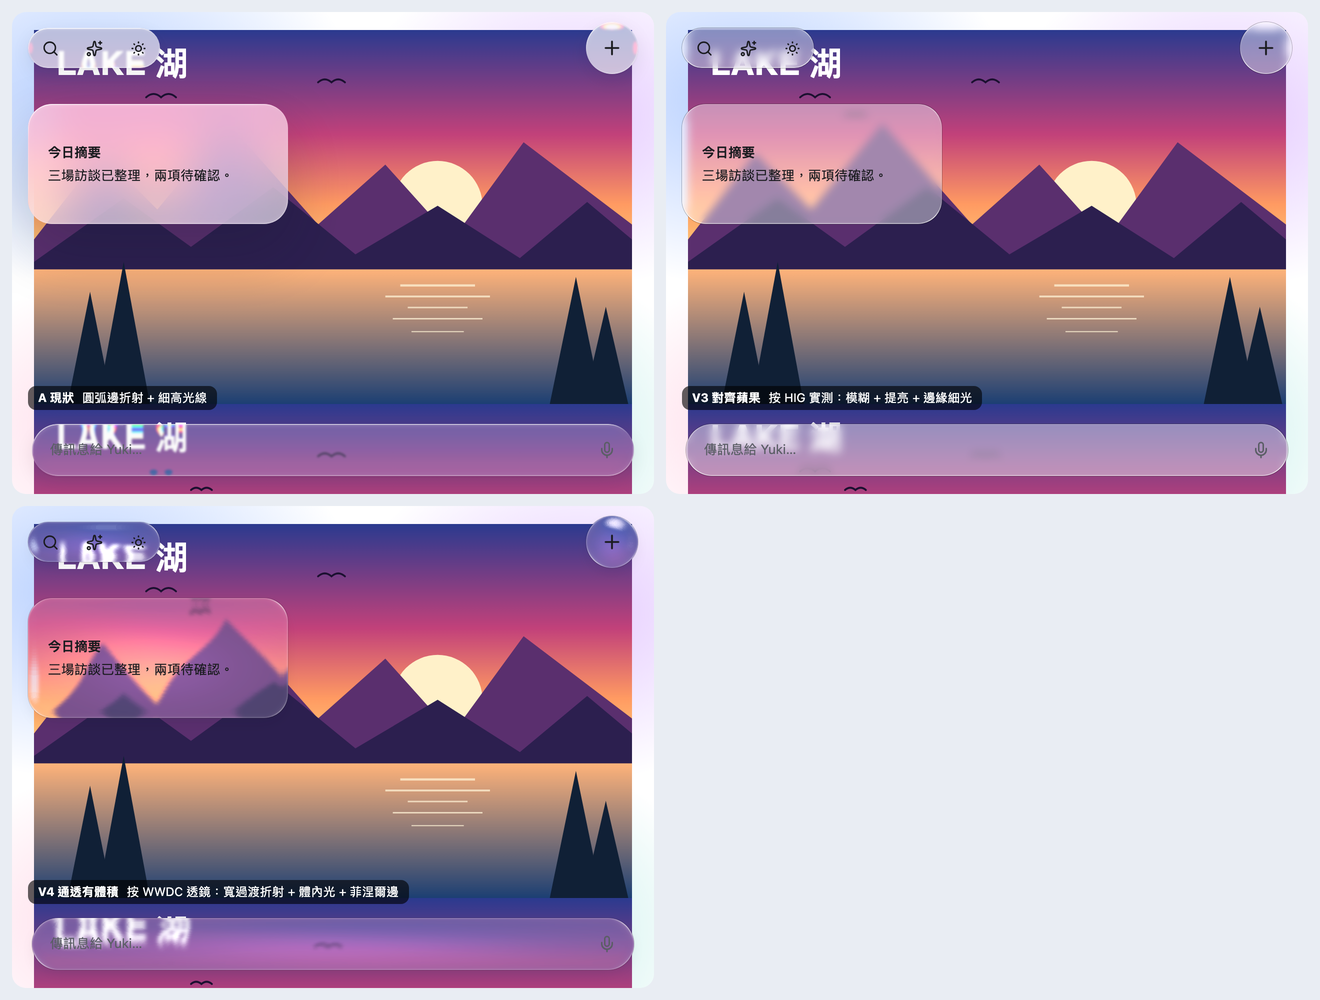 LAKE 湖
今日摘要
三場訪談已整理，兩項待確認。
A 現狀 圓弧邊折射 + 細高光線
LAKE 湖
傳訊息給 Yuki...
LAKE 湖
今日摘要
三場訪談已整理，兩項待確認。
V3 對齊蘋果 按 HIG 實測：模糊 + 提亮 + 邊緣細光
LAKE 湖
傳訊息給 Yuki...
LAKE 湖
今日摘要
三場訪談已整理，兩項待確認。
V4 通透有體積 按 WWDC 透鏡：寬過渡折射 + 體內光 + 菲涅爾邊
LAKE 湖
傳訊息給 Yuki...